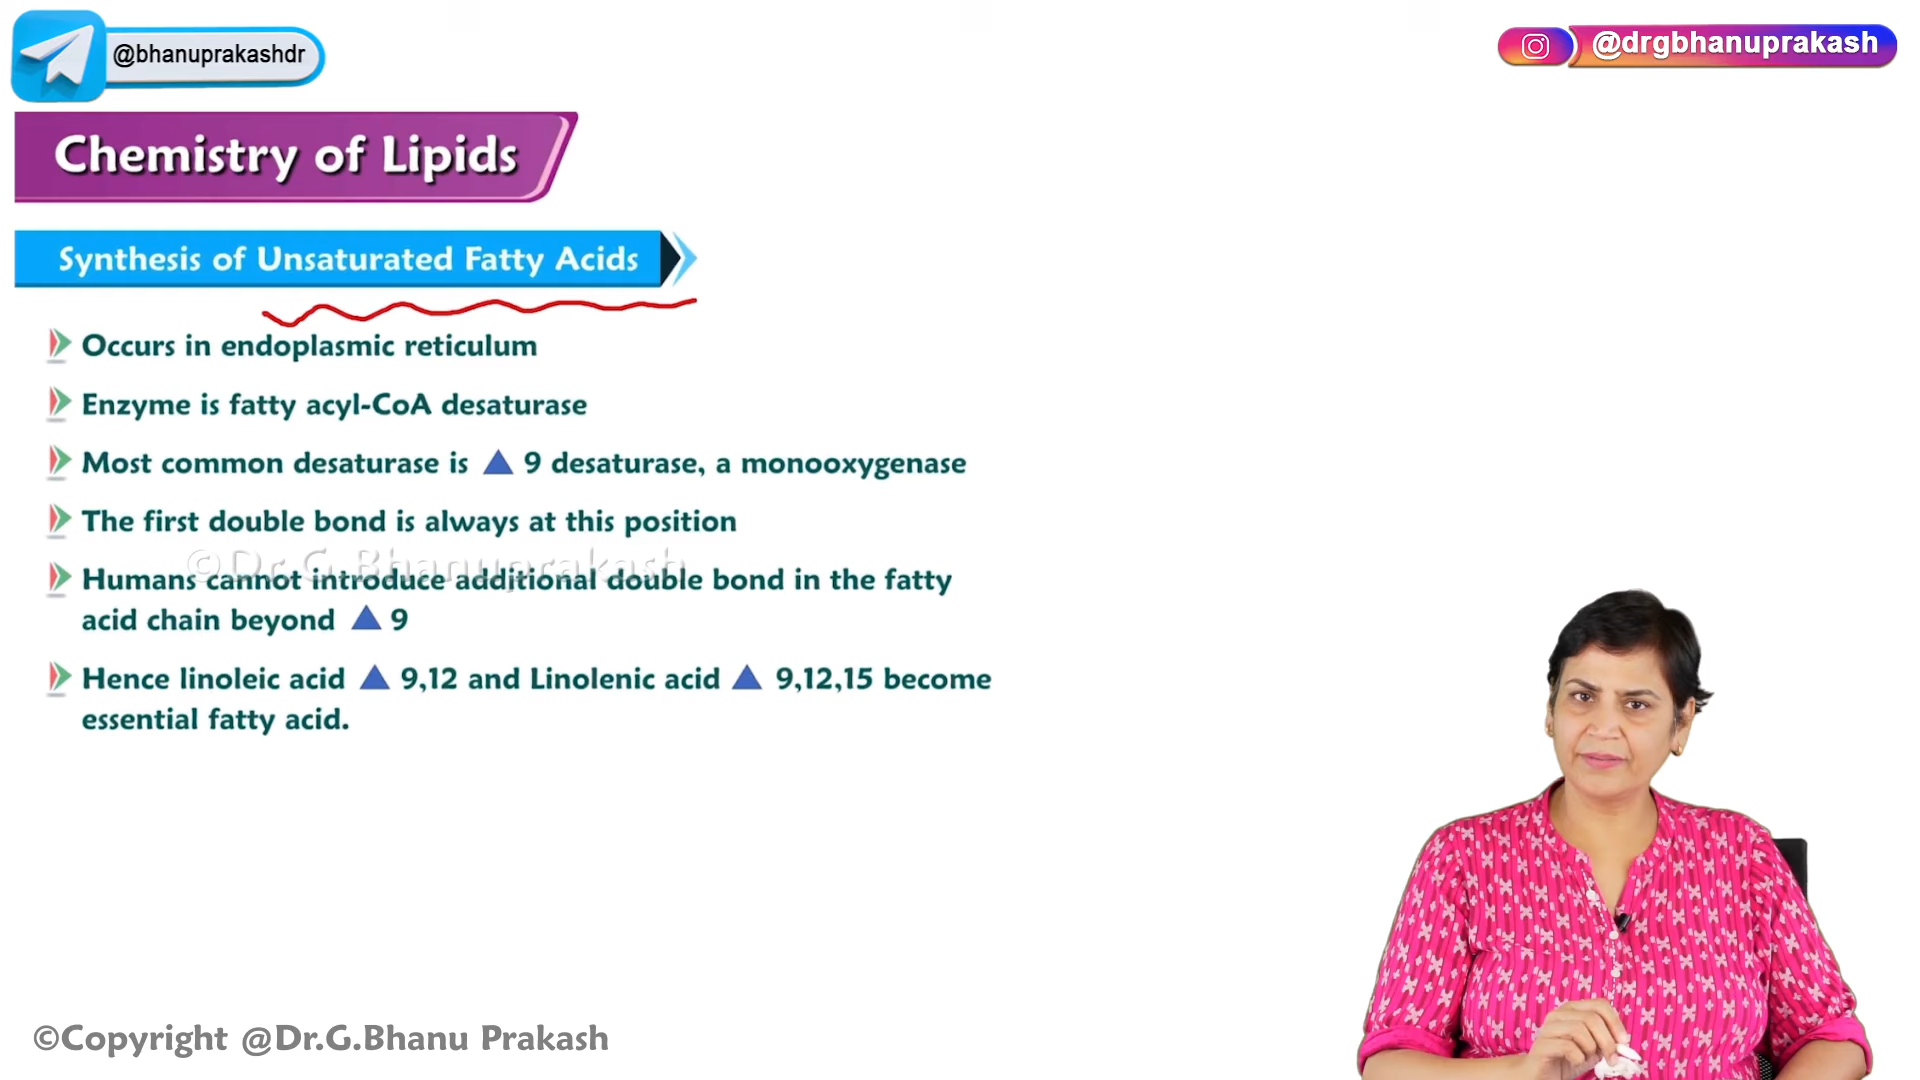 @bhanuprakashdr
@drgbhanuprakash
Chemistry of Lipids
Synthesis of Unsaturated Fatty Acids
Occurs in endoplasmic reticulum
Enzyme is fatty acyl-CoA desaturase
Most common desaturase is ▲ 9 desaturase, a monooxygenase
The first double bond is always at this position
©Dr.G.Bhanuprakash
Humans cannot introduce additional double bond in the fatty
acid chain beyond ▲ 9
Hence linoleic acid ▲ 9,12 and Linolenic acid ▲ 9,12,15 become
essential fatty acid.
©Copyright @Dr.G.Bhanu Prakash